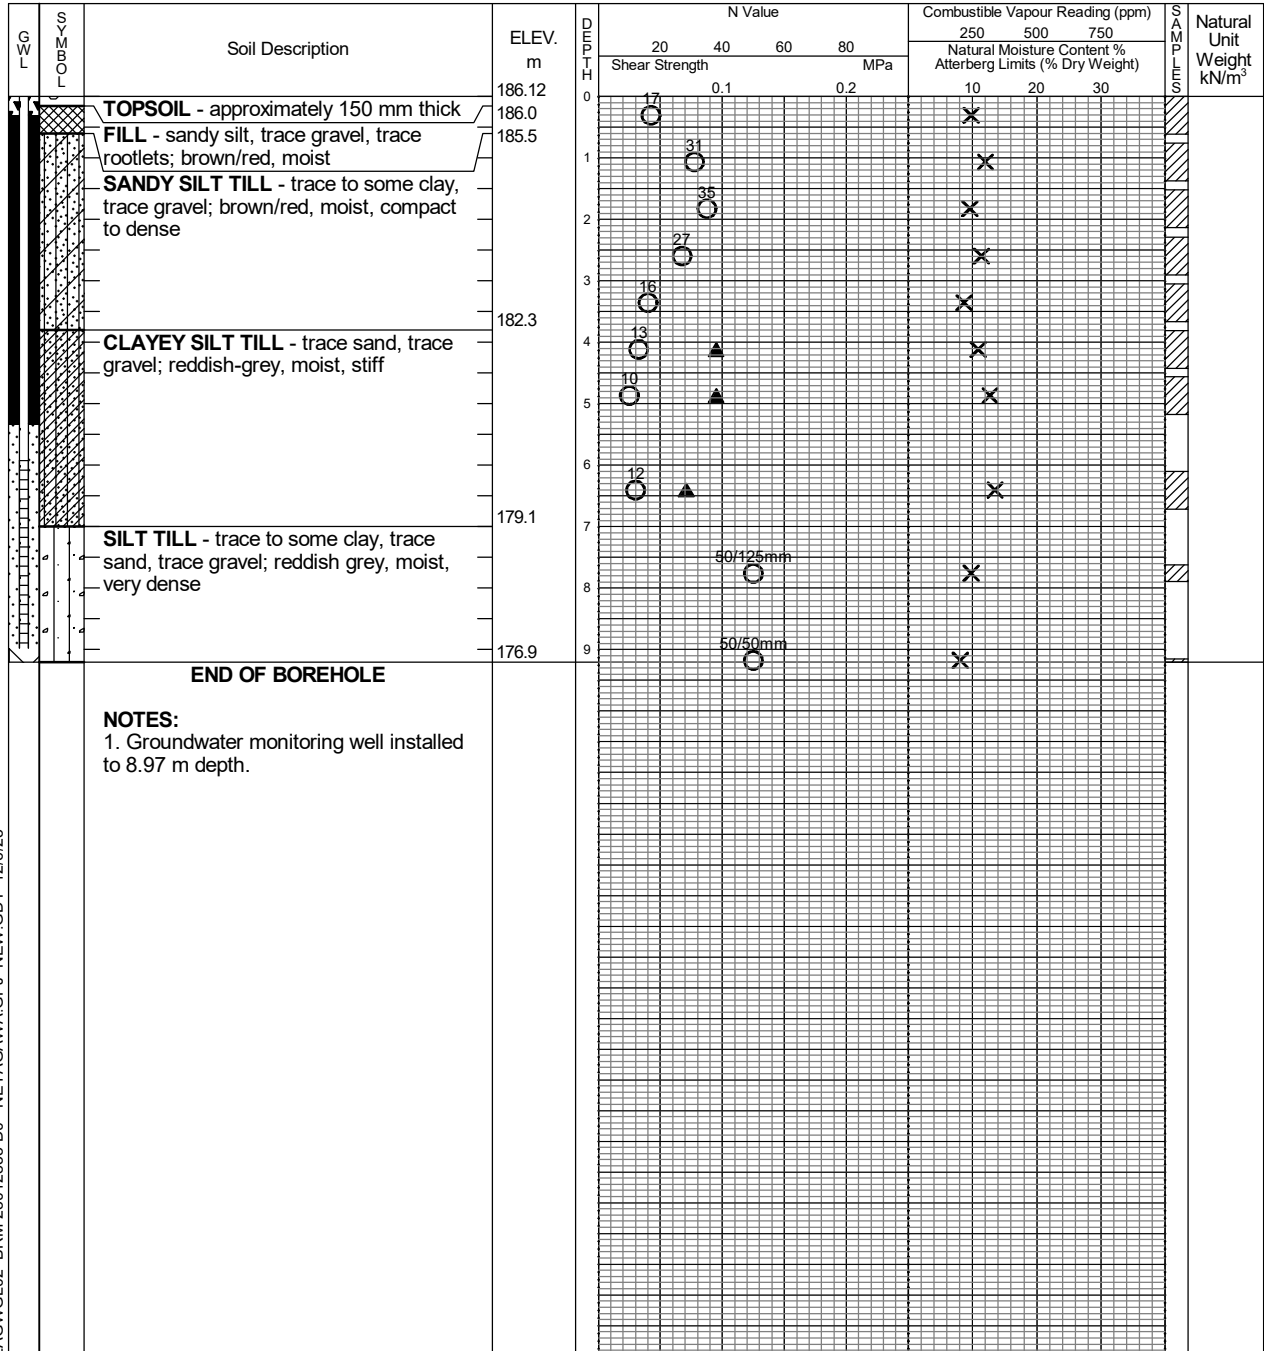 GWL
SYMBOL
Soil Description
ELEV.
m
DEPTH
N Value
20 40 60 80
Shear Strength MPa
0.1 0.2
Combustible Vapour Reading (ppm)
250 500 750
Natural Moisture Content %
Atterberg Limits (% Dry Weight)
10 20 30
SAMPLES
Natural
Unit
Weight
kN/m³
186.12
0
TOPSOIL - approximately 150 mm thick
186.0
17
FILL - sandy silt, trace gravel, trace
rootlets; brown/red, moist
185.5
1
31
SANDY SILT TILL - trace to some clay,
trace gravel; brown/red, moist, compact
to dense
35
2
27
3
16
182.3
CLAYEY SILT TILL - trace sand, trace
gravel; reddish-grey, moist, stiff
4
13
10
5
6
12
179.1
7
SILT TILL - trace to some clay, trace
sand, trace gravel; reddish grey, moist,
very dense
50/125mm
8
176.9
9
50/50mm
END OF BOREHOLE
NOTES:
1. Groundwater monitoring well installed
to 8.97 m depth.